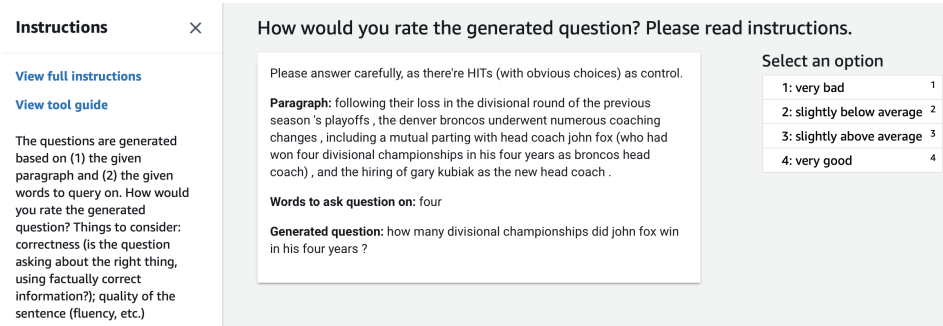 Instructions ×
View full instructions
View tool guide
The questions are generated
based on (1) the given
paragraph and (2) the given
words to query on. How would
you rate the generated
question? Things to consider:
correctness (is the question
asking about the right thing,
using factually correct
information?); quality of the
sentence (fluency, etc.)
How would you rate the generated question? Please read instructions.
Please answer carefully, as there're HITs (with obvious choices) as control.
Paragraph: following their loss in the divisional round of the previous
season 's playoffs , the denver broncos underwent numerous coaching
changes , including a mutual parting with head coach john fox (who had
won four divisional championships in his four years as broncos head
coach) , and the hiring of gary kubiak as the new head coach .
Words to ask question on: four
Generated question: how many divisional championships did john fox win
in his four years ?
Select an option
1: very bad 1
2: slightly below average 2
3: slightly above average 3
4: very good 4